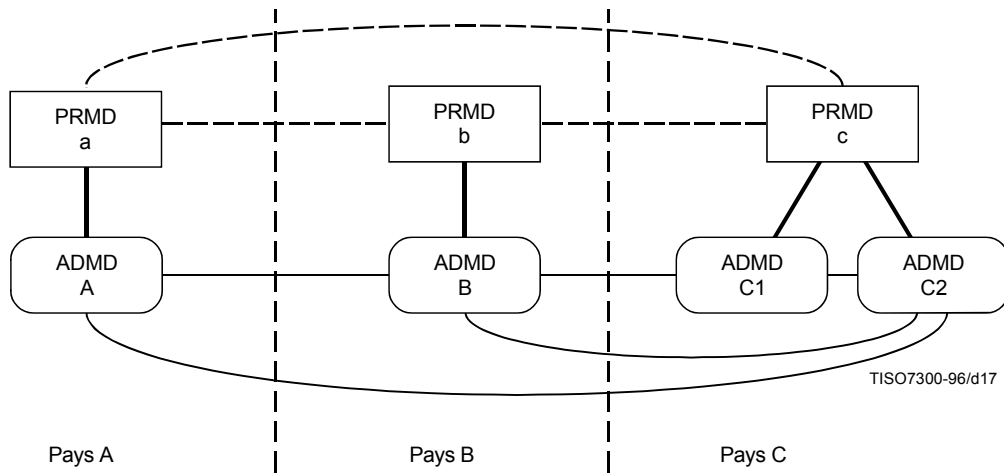 PRMD
a
PRMD
b
PRMD
c
ADMD
A
ADMD
B
ADMD
C1
ADMD
C2
TISO7300-96/d17
Pays A
Pays B
Pays C